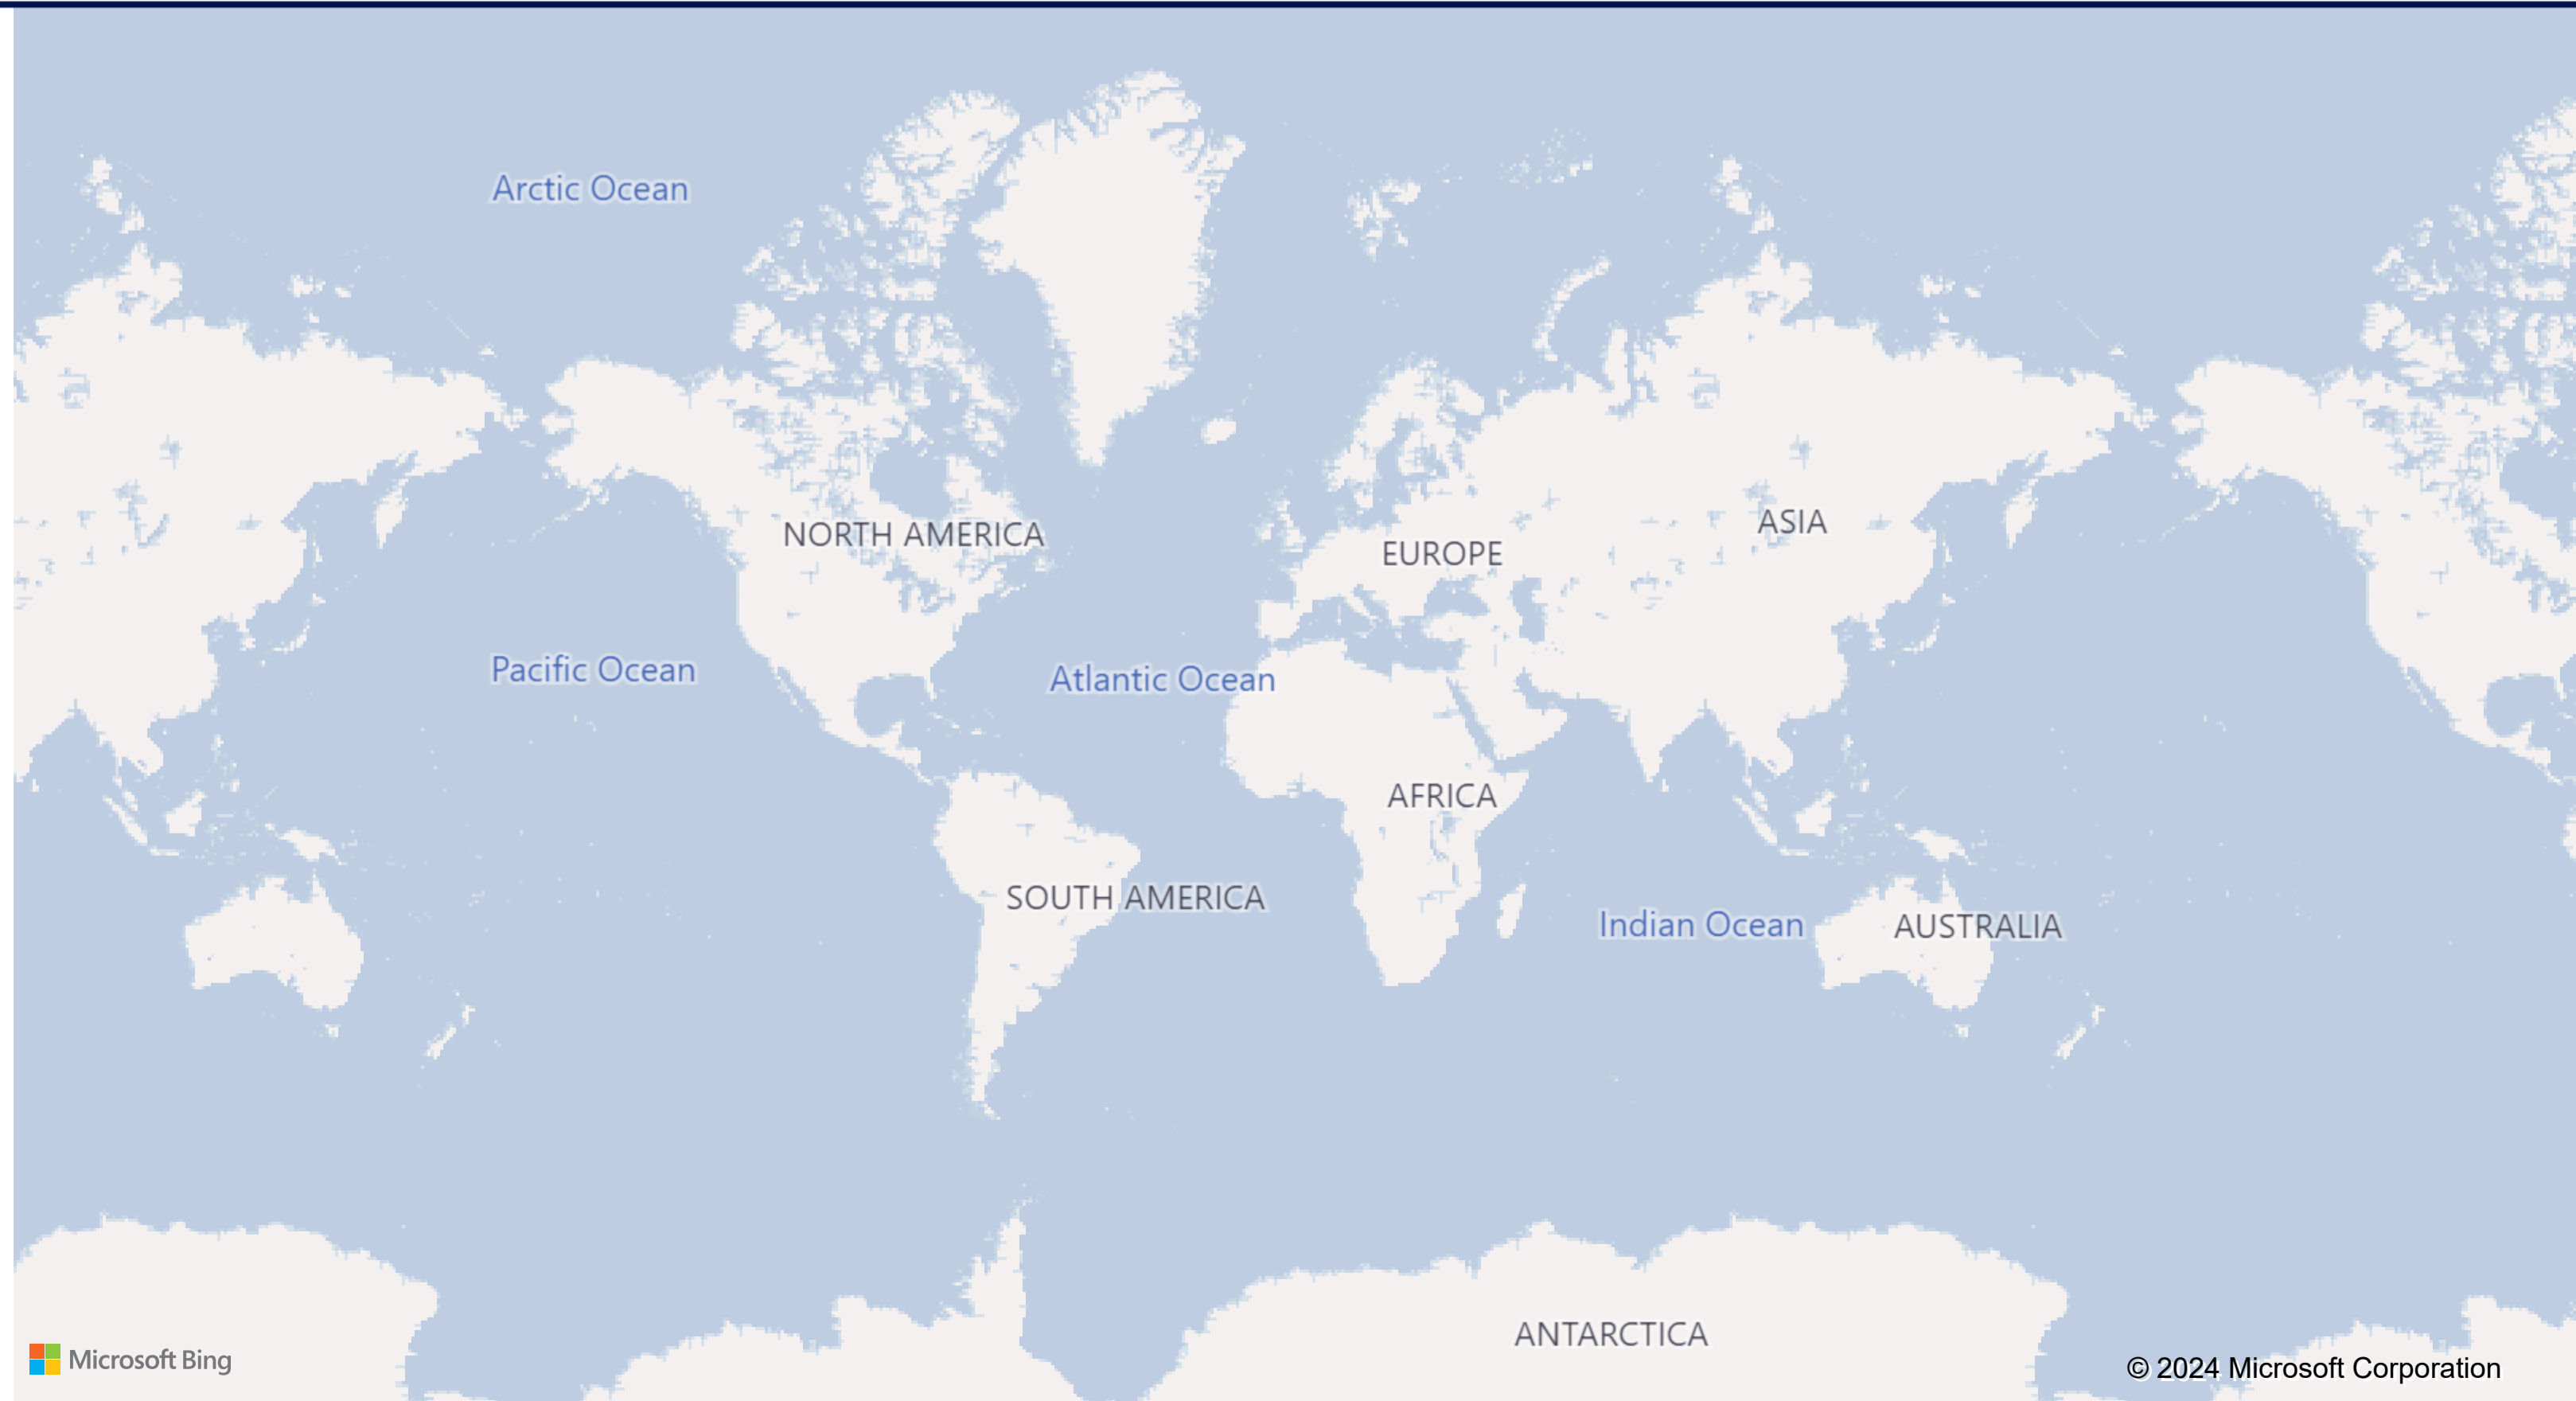 Arctic Ocean
NORTH AMERICA
ASIA
EUROPE
Pacific Ocean
Atlantic Ocean
AFRICA
SOUTH AMERICA
Indian Ocean
AUSTRALIA
ANTARCTICA
Microsoft Bing
© 2024 Microsoft Corporation